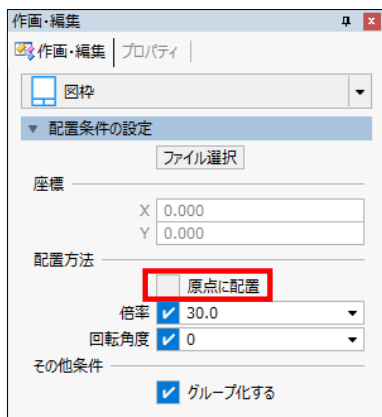 作画・編集
作画・編集 プロパティ
図枠
配置条件の設定
ファイル選択
座標
X 0.000
Y 0.000
配置方法
原点に配置
倍率 30.0
回転角度 0
その他条件
グループ化する